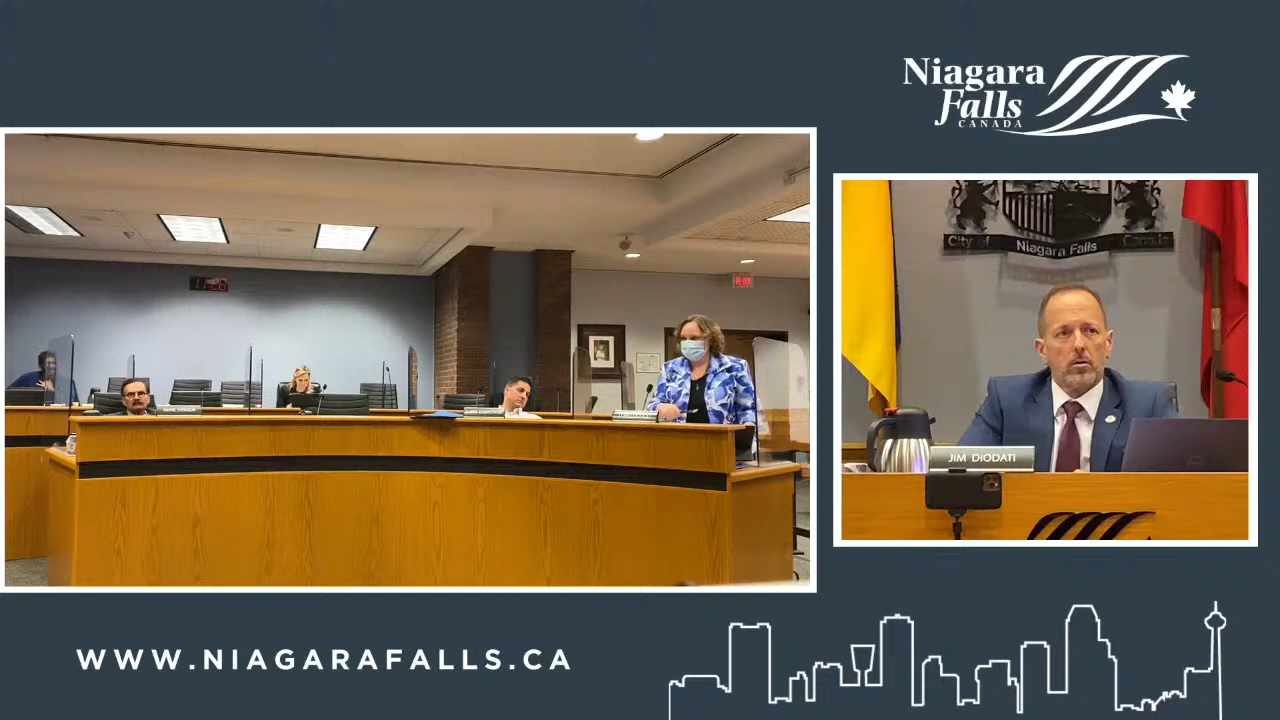 Niagara
Falls
CANADA
City of
Niagara Falls
Canada
JIM DiODATI
WWW.NIAGARAFALLS.CA